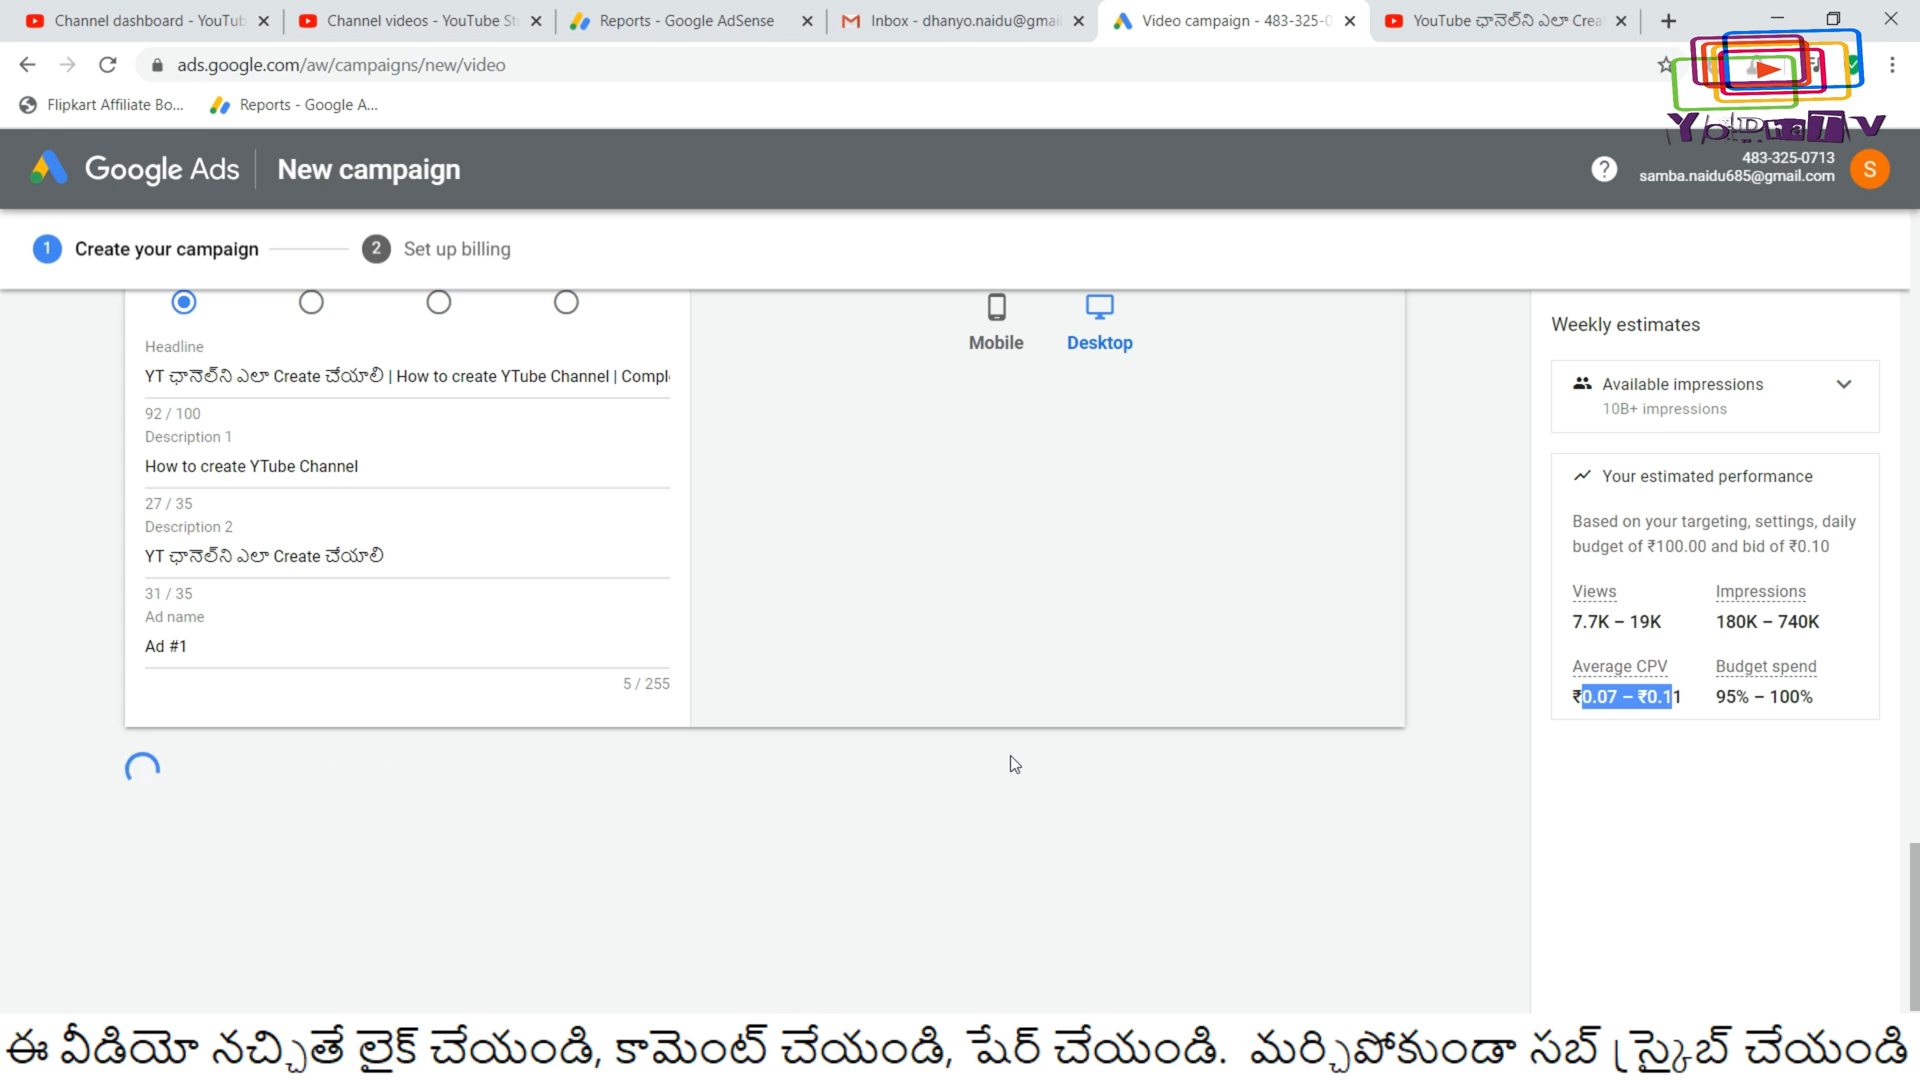 Channel dashboard - YouTub
Channel videos - YouTube St
Reports - Google AdSense
Inbox - dhanyo.naidu@gmai
Video campaign - 483-325-0
YouTube ఛానెల్‌ని ఎలా Crea
ads.google.com/aw/campaigns/new/video
Flipkart Affiliate Bo...
Reports - Google A...
YoDhaTV
Google Ads
New campaign
483-325-0713
samba.naidu685@gmail.com
S
1 Create your campaign
2 Set up billing
Headline
YT ఛానెల్‌ని ఎలా Create చేయాలి | How to create YTube Channel | Compl
92 / 100
Description 1
How to create YTube Channel
27 / 35
Description 2
YT ఛానెల్‌ని ఎలా Create చేయాలి
31 / 35
Ad name
Ad #1
5 / 255
Mobile
Desktop
Weekly estimates
Available impressions
10B+ impressions
Your estimated performance
Based on your targeting, settings, daily
budget of ₹100.00 and bid of ₹0.10
Views
Impressions
7.7K – 19K
180K – 740K
Average CPV
Budget spend
₹0.07 – ₹0.11
95% – 100%
ఈ వీడియో నచ్చితే లైక్ చేయండి, కామెంట్ చేయండి, షేర్ చేయండి. మర్చిపోకుండా సబ్ స్క్రైబ్ చేయండి